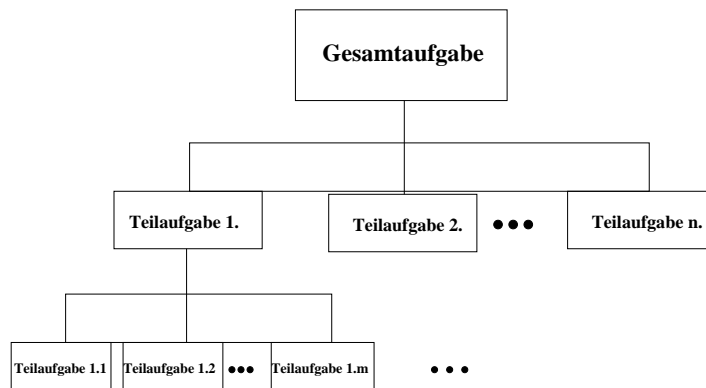 Gesamtaufgabe
Teilaufgabe 1.
Teilaufgabe 2.
Teilaufgabe n.
Teilaufgabe 1.1
Teilaufgabe 1.2
Teilaufgabe 1.m